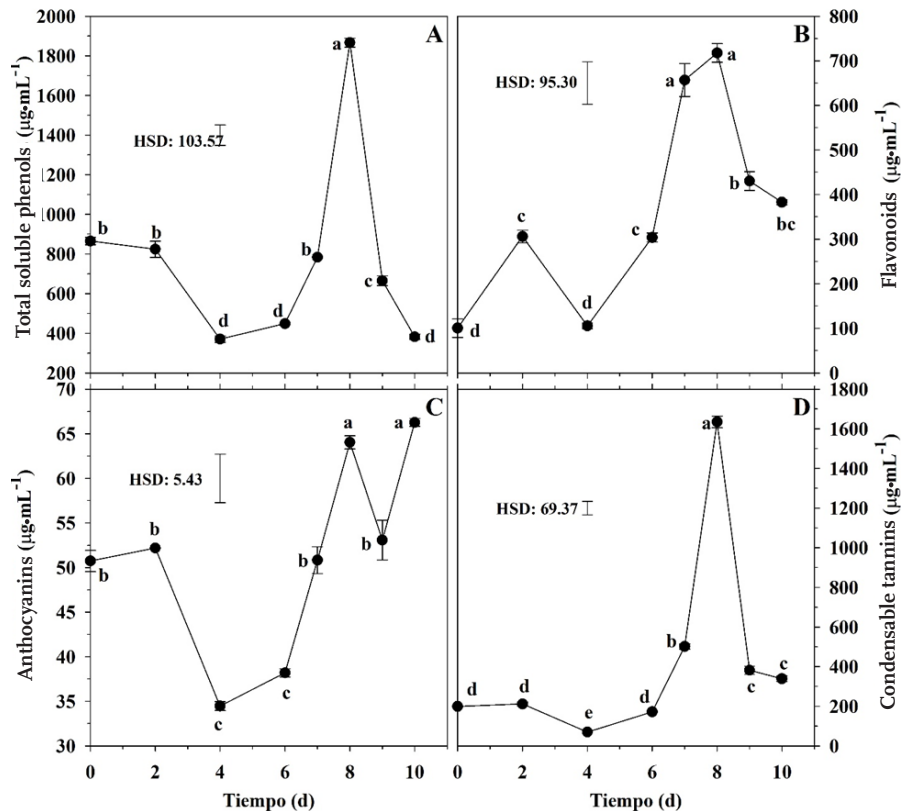 A
Total soluble phenols (µg•mL⁻¹)
2000
1800
1600
1400
1200
1000
800
600
400
200
HSD: 103.57
b
b
d
d
b
a
c
d
B
Flavonoids (µg•mL⁻¹)
800
700
600
500
400
300
200
100
0
HSD: 95.30
d
c
d
c
a
a
b
bc
C
Anthocyanins (µg•mL⁻¹)
70
65
60
55
50
45
40
35
30
HSD: 5.43
b
b
c
c
b
a
b
a
0 2 4 6 8 10
Tiempo (d)
D
Condensable tannins (µg•mL⁻¹)
1800
1600
1400
1200
1000
800
600
400
200
0
HSD: 69.37
d
d
e
d
b
a
c
c
0 2 4 6 8 10
Tiempo (d)